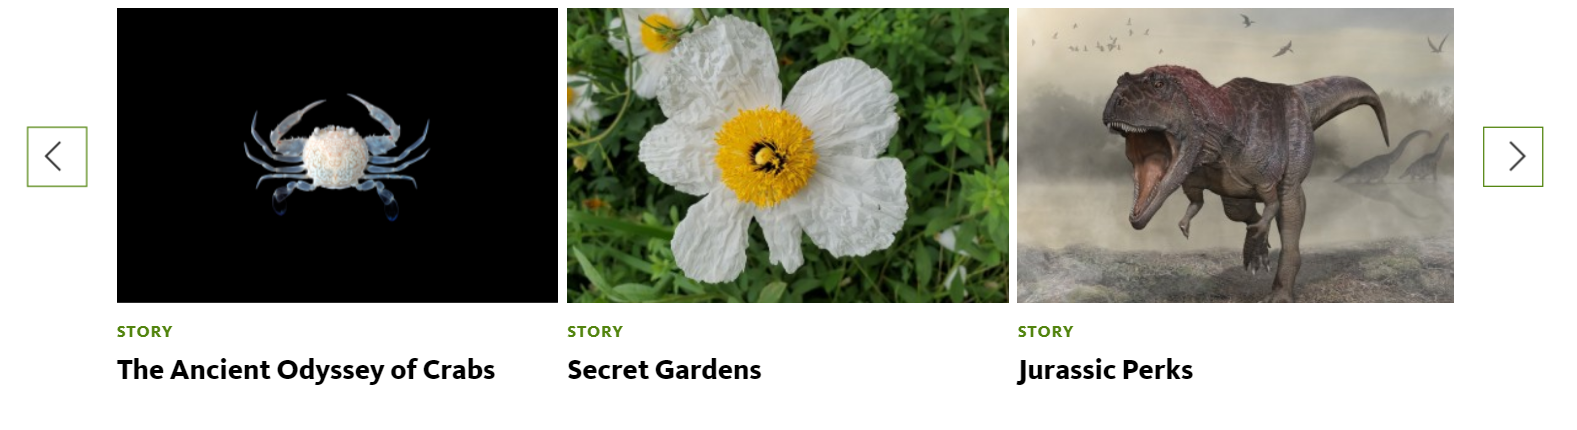 STORY
The Ancient Odyssey of Crabs
STORY
Secret Gardens
STORY
Jurassic Perks